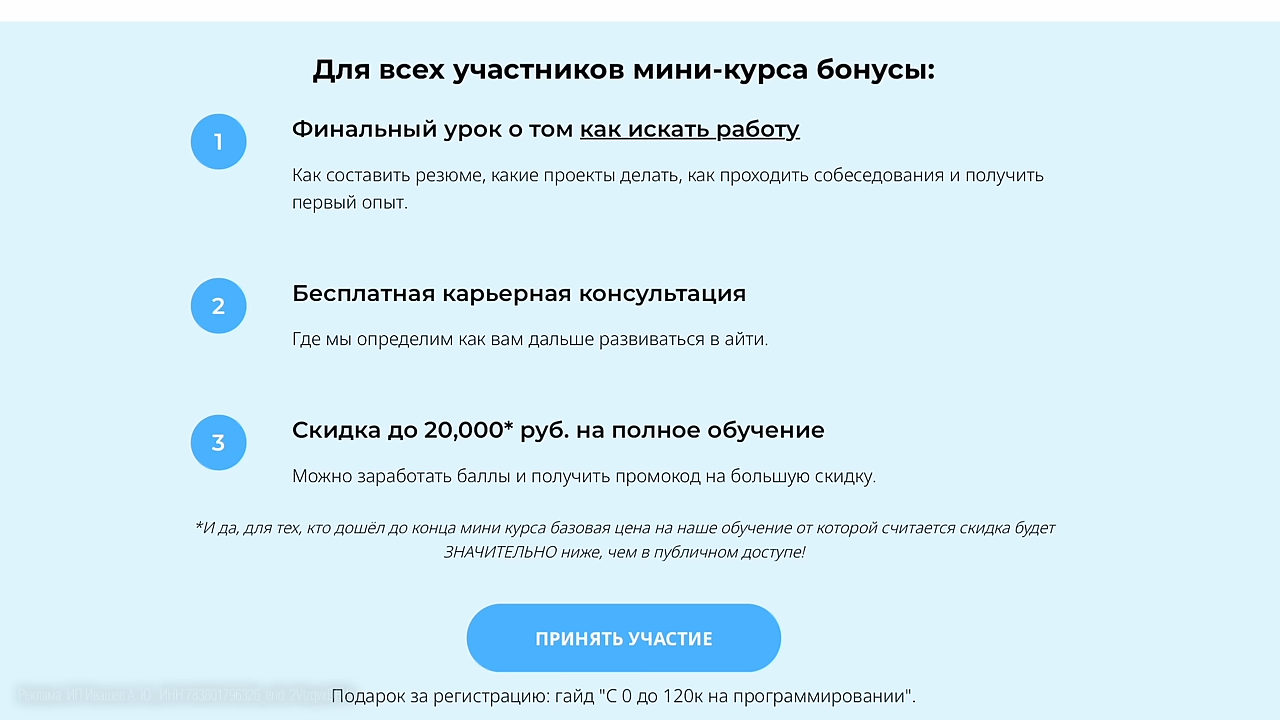 Для всех участников мини-курса бонусы:
1
Финальный урок о том как искать работу
Как составить резюме, какие проекты делать, как проходить собеседования и получить
первый опыт.
2
Бесплатная карьерная консультация
Где мы определим как вам дальше развиваться в айти.
3
Скидка до 20,000* руб. на полное обучение
Можно заработать баллы и получить промокод на большую скидку.
*И да, для тех, кто дошёл до конца мини курса базовая цена на наше обучение от которой считается скидка будет
ЗНАЧИТЕЛЬНО ниже, чем в публичном доступе!
ПРИНЯТЬ УЧАСТИЕ
Реклама. ИП
Подарок за регистрацию: гайд "С 0 до 120к на программировании".